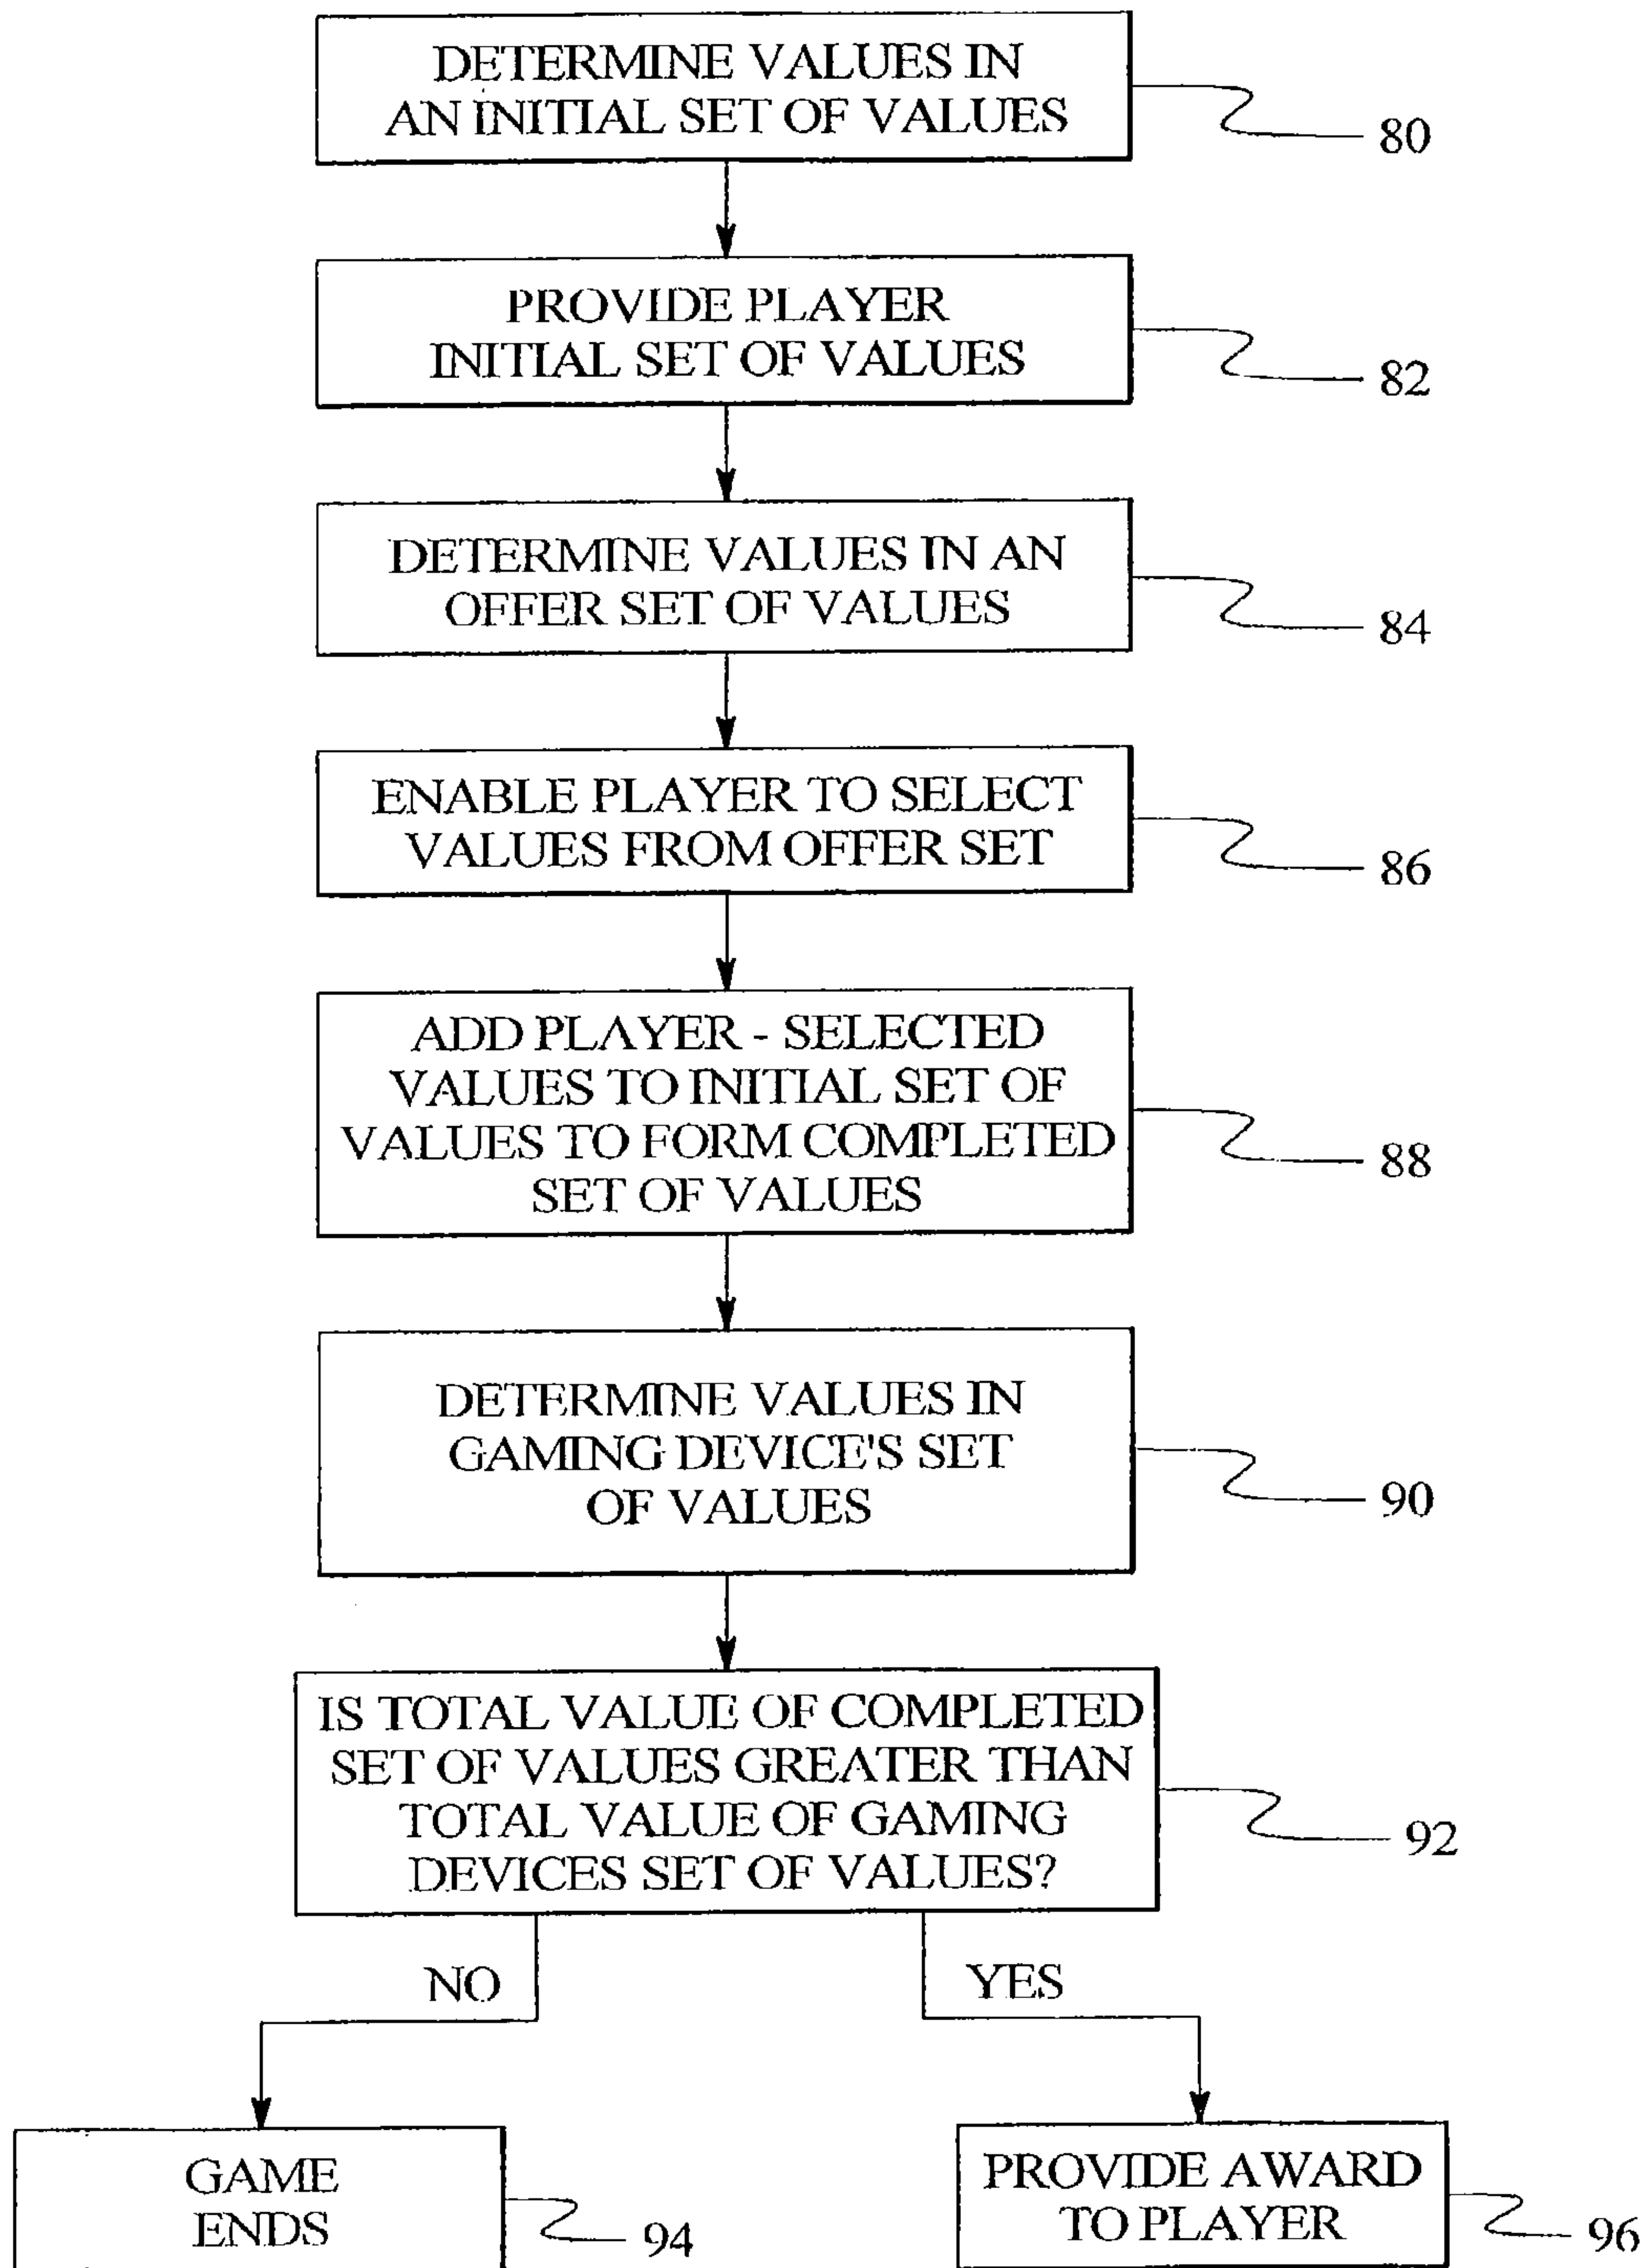 DETERMINE VALUES IN
AN INITIAL SET OF VALUES
80
PROVIDE PLAYER
INITIAL SET OF VALUES
82
DETERMINE VALUES IN AN
OFFER SET OF VALUES
84
ENABLE PLAYER TO SELECT
VALUES FROM OFFER SET
86
ADD PLAYER - SELECTED
VALUES TO INITIAL SET OF
VALUES TO FORM COMPLETED
SET OF VALUES
88
DETERMINE VALUES IN
GAMING DEVICE'S SET
OF VALUES
90
IS TOTAL VALUE OF COMPLETED
SET OF VALUES GREATER THAN
TOTAL VALUE OF GAMING
DEVICES SET OF VALUES?
92
NO
YES
GAME
ENDS
94
PROVIDE AWARD
TO PLAYER
96